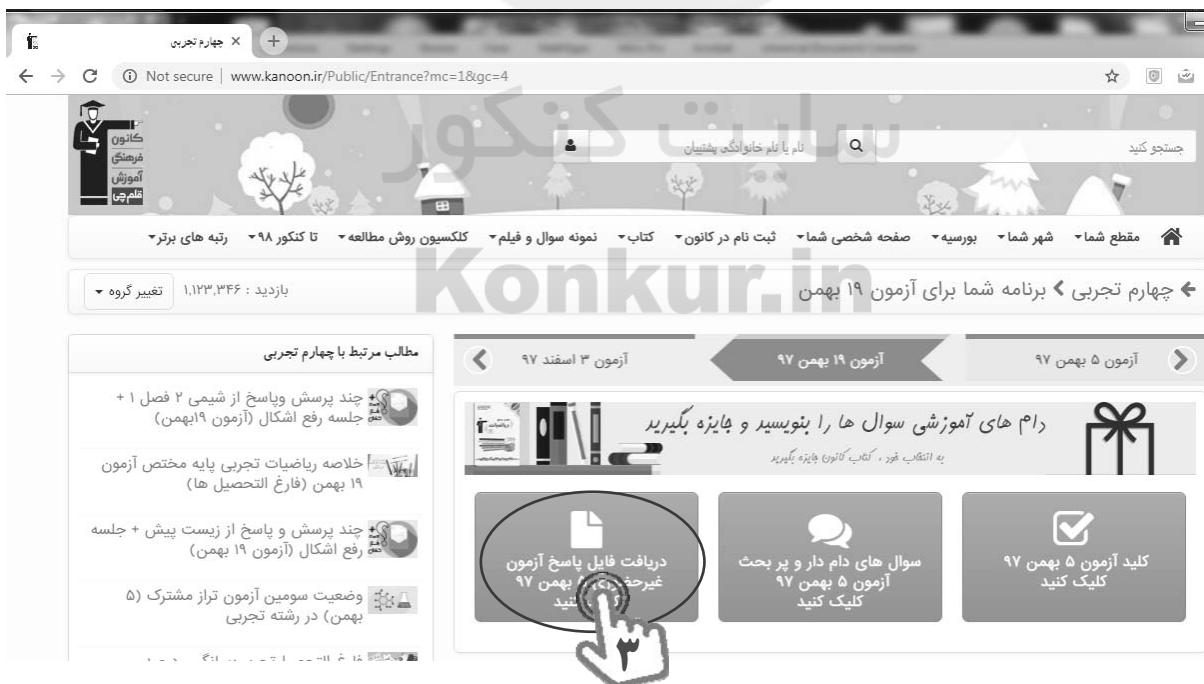 چهارم تجربی
Not secure | www.kanoon.ir/Public/Entrance?mc=1&gc=4
سایت کنکور
Konkur.in
کانون
فرهنگی
آموزش
قلم چی
نام یا نام خانوادگی پشتیبان
جستجو کنید
مقطع شما شهر شما بورسیه صفحه شخصی شما ثبت نام در کانون کتاب نمونه سوال و فیلم کلکسیون روش مطالعه تا کنکور ۹۸ رتبه های برتر
چهارم تجربی برنامه شما برای آزمون ۱۹ بهمن
بازدید : ۱,۱۲۳,۳۴۶
تغییر گروه
آزمون ۵ بهمن ۹۷
آزمون ۱۹ بهمن ۹۷
آزمون ۳ اسفند ۹۷
دام های آموزشی سوال ها را بنویسید و جایزه بگیرید
به انتخاب خود ، کتاب کانون جایزه بگیرید
کلید آزمون ۵ بهمن ۹۷
کلیک کنید
سوال های دام دار و پر بحث
آزمون ۵ بهمن ۹۷
کلیک کنید
دریافت فایل پاسخ آزمون
۵ بهمن ۹۷
۳
مطالب مرتبط با چهارم تجربی
چند پرسش وپاسخ از شیمی ۲ فصل ۱ +
جلسه رفع اشکال (آزمون ۱۹بهمن)
خلاصه ریاضیات تجربی پایه مختص آزمون
۱۹ بهمن (فارغ التحصیل ها)
چند پرسش و پاسخ از زیست پیش + جلسه
رفع اشکال (آزمون ۱۹ بهمن)
وضعیت سومین آزمون تراز مشترک (۵
بهمن) در رشته تجربی